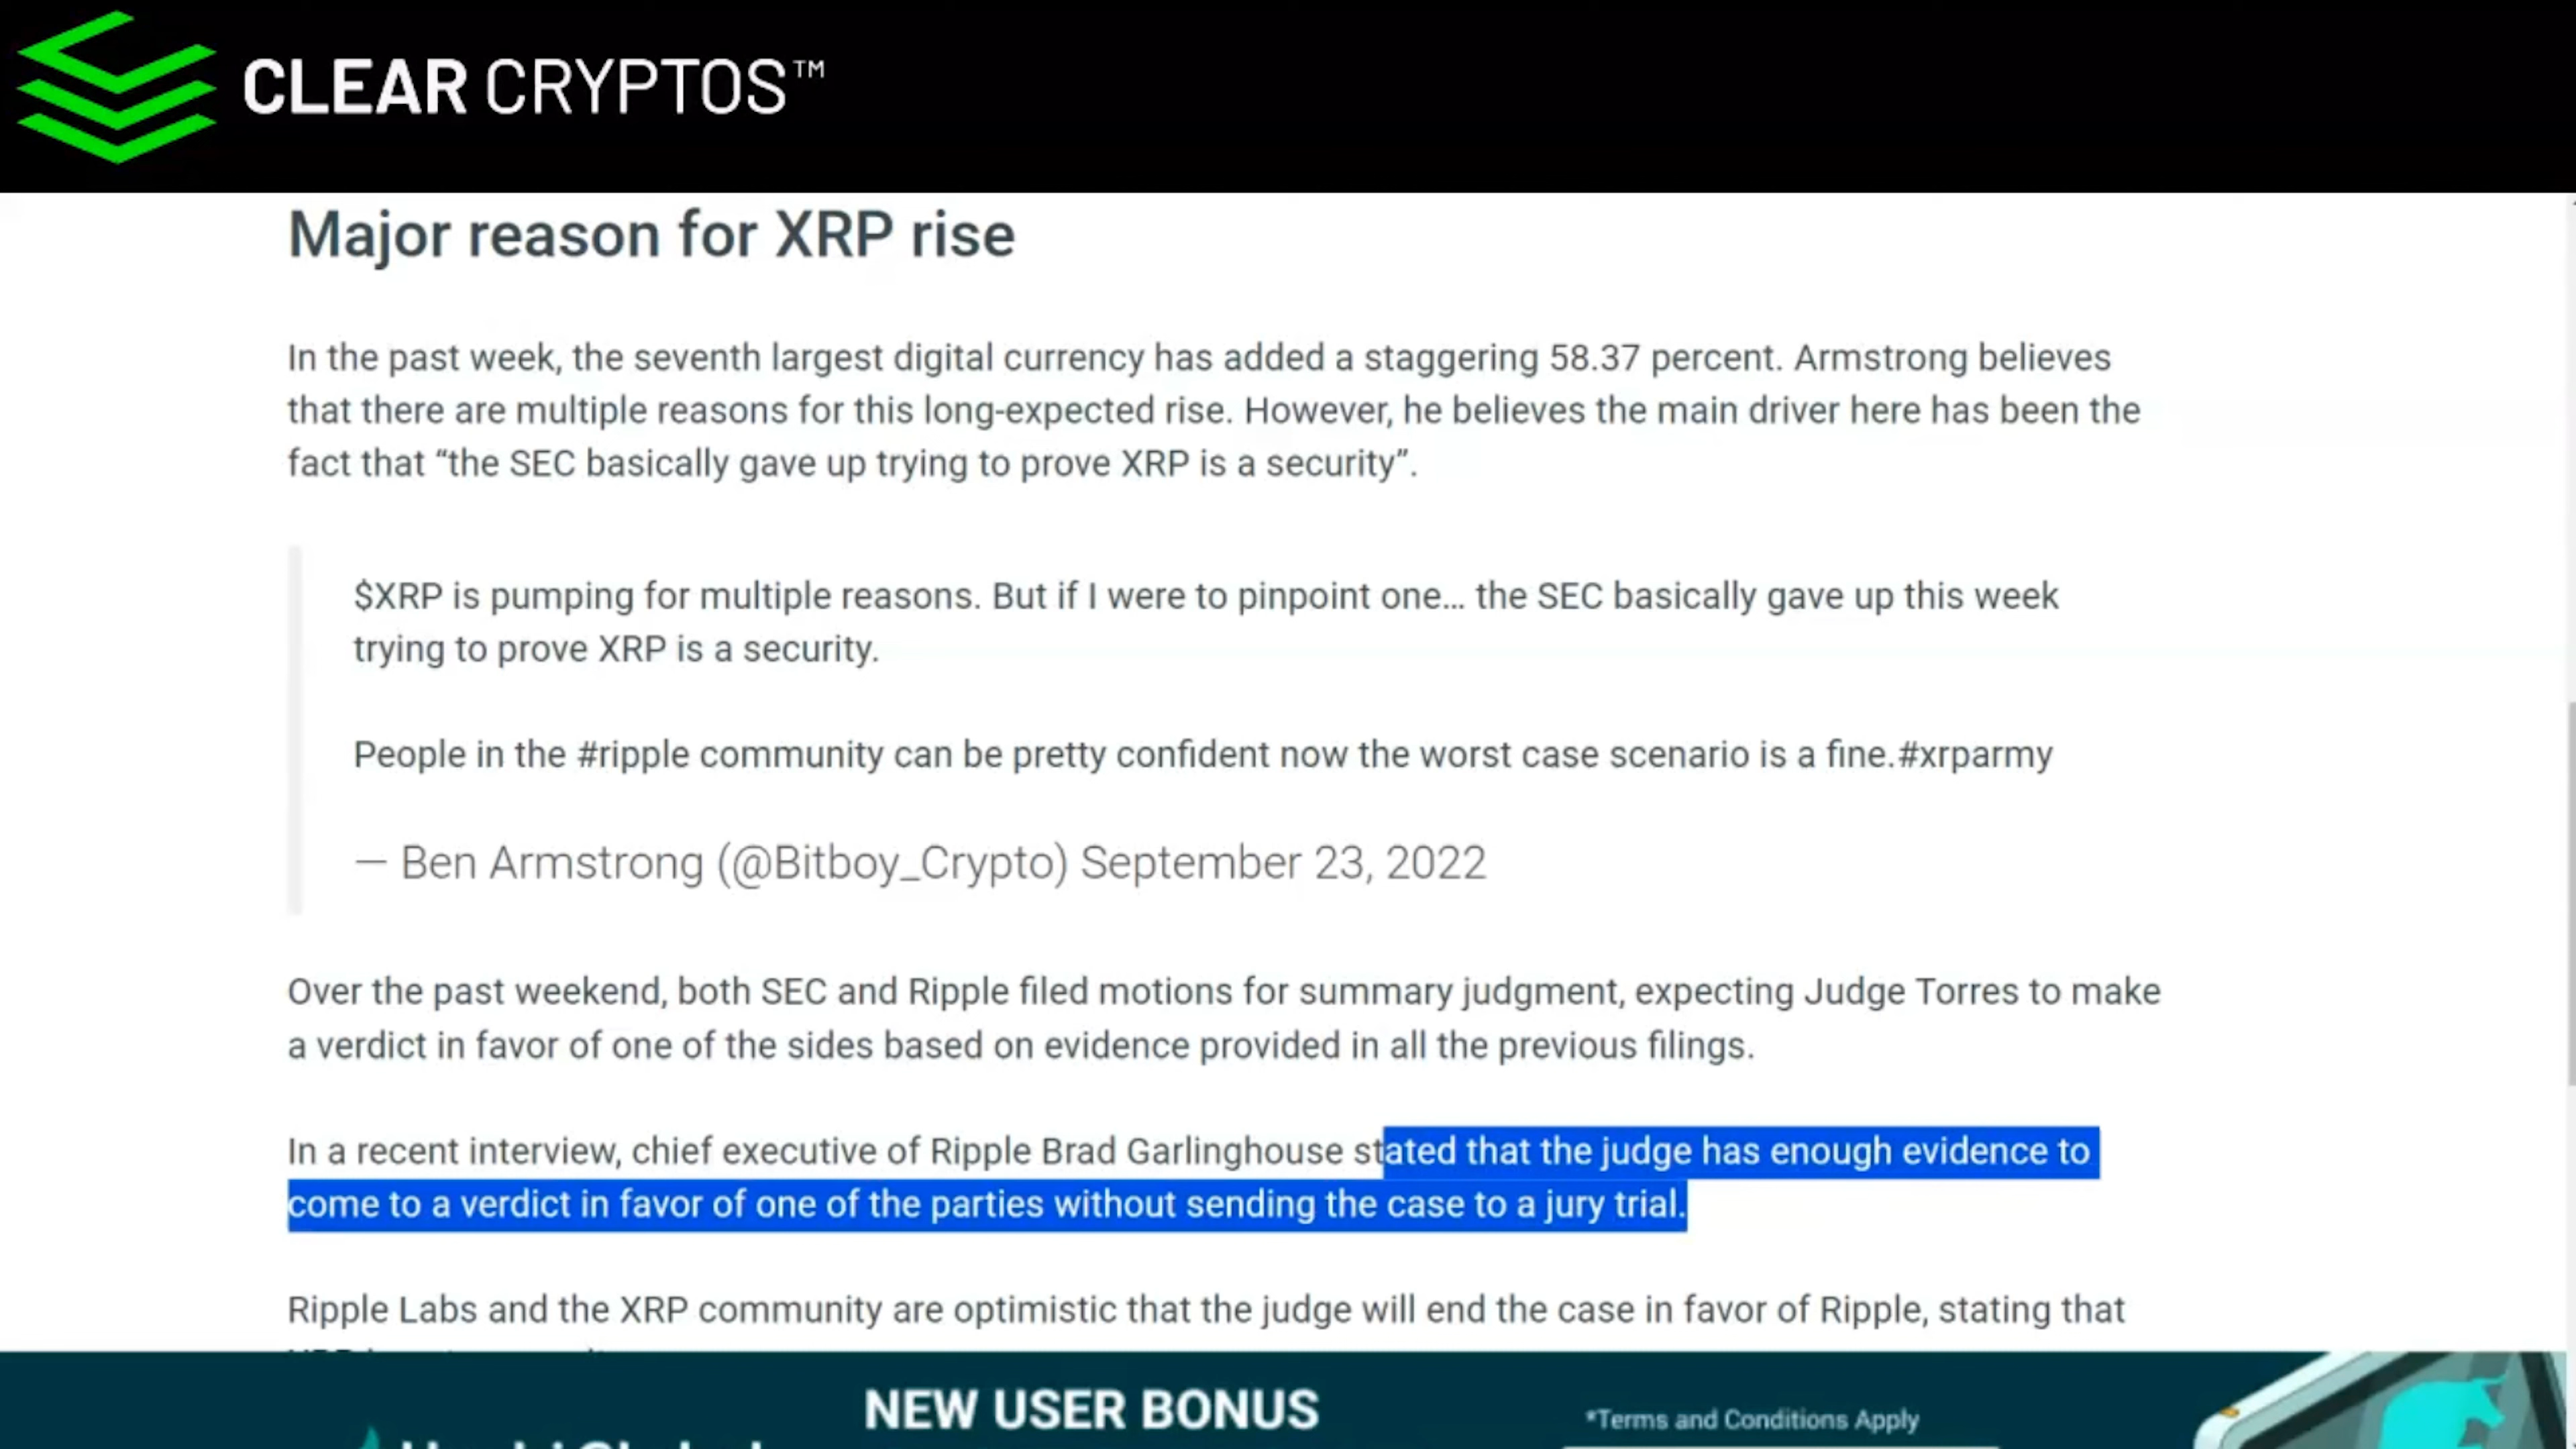 CLEAR CRYPTOS™
Major reason for XRP rise
In the past week, the seventh largest digital currency has added a staggering 58.37 percent. Armstrong believes
that there are multiple reasons for this long-expected rise. However, he believes the main driver here has been the
fact that “the SEC basically gave up trying to prove XRP is a security”.
$XRP is pumping for multiple reasons. But if I were to pinpoint one… the SEC basically gave up this week
trying to prove XRP is a security.
People in the #ripple community can be pretty confident now the worst case scenario is a fine.#xrparmy
— Ben Armstrong (@Bitboy_Crypto) September 23, 2022
Over the past weekend, both SEC and Ripple filed motions for summary judgment, expecting Judge Torres to make
a verdict in favor of one of the sides based on evidence provided in all the previous filings.
In a recent interview, chief executive of Ripple Brad Garlinghouse stated that the judge has enough evidence to
come to a verdict in favor of one of the parties without sending the case to a jury trial.
Ripple Labs and the XRP community are optimistic that the judge will end the case in favor of Ripple, stating that
NEW USER BONUS
*Terms and Conditions Apply